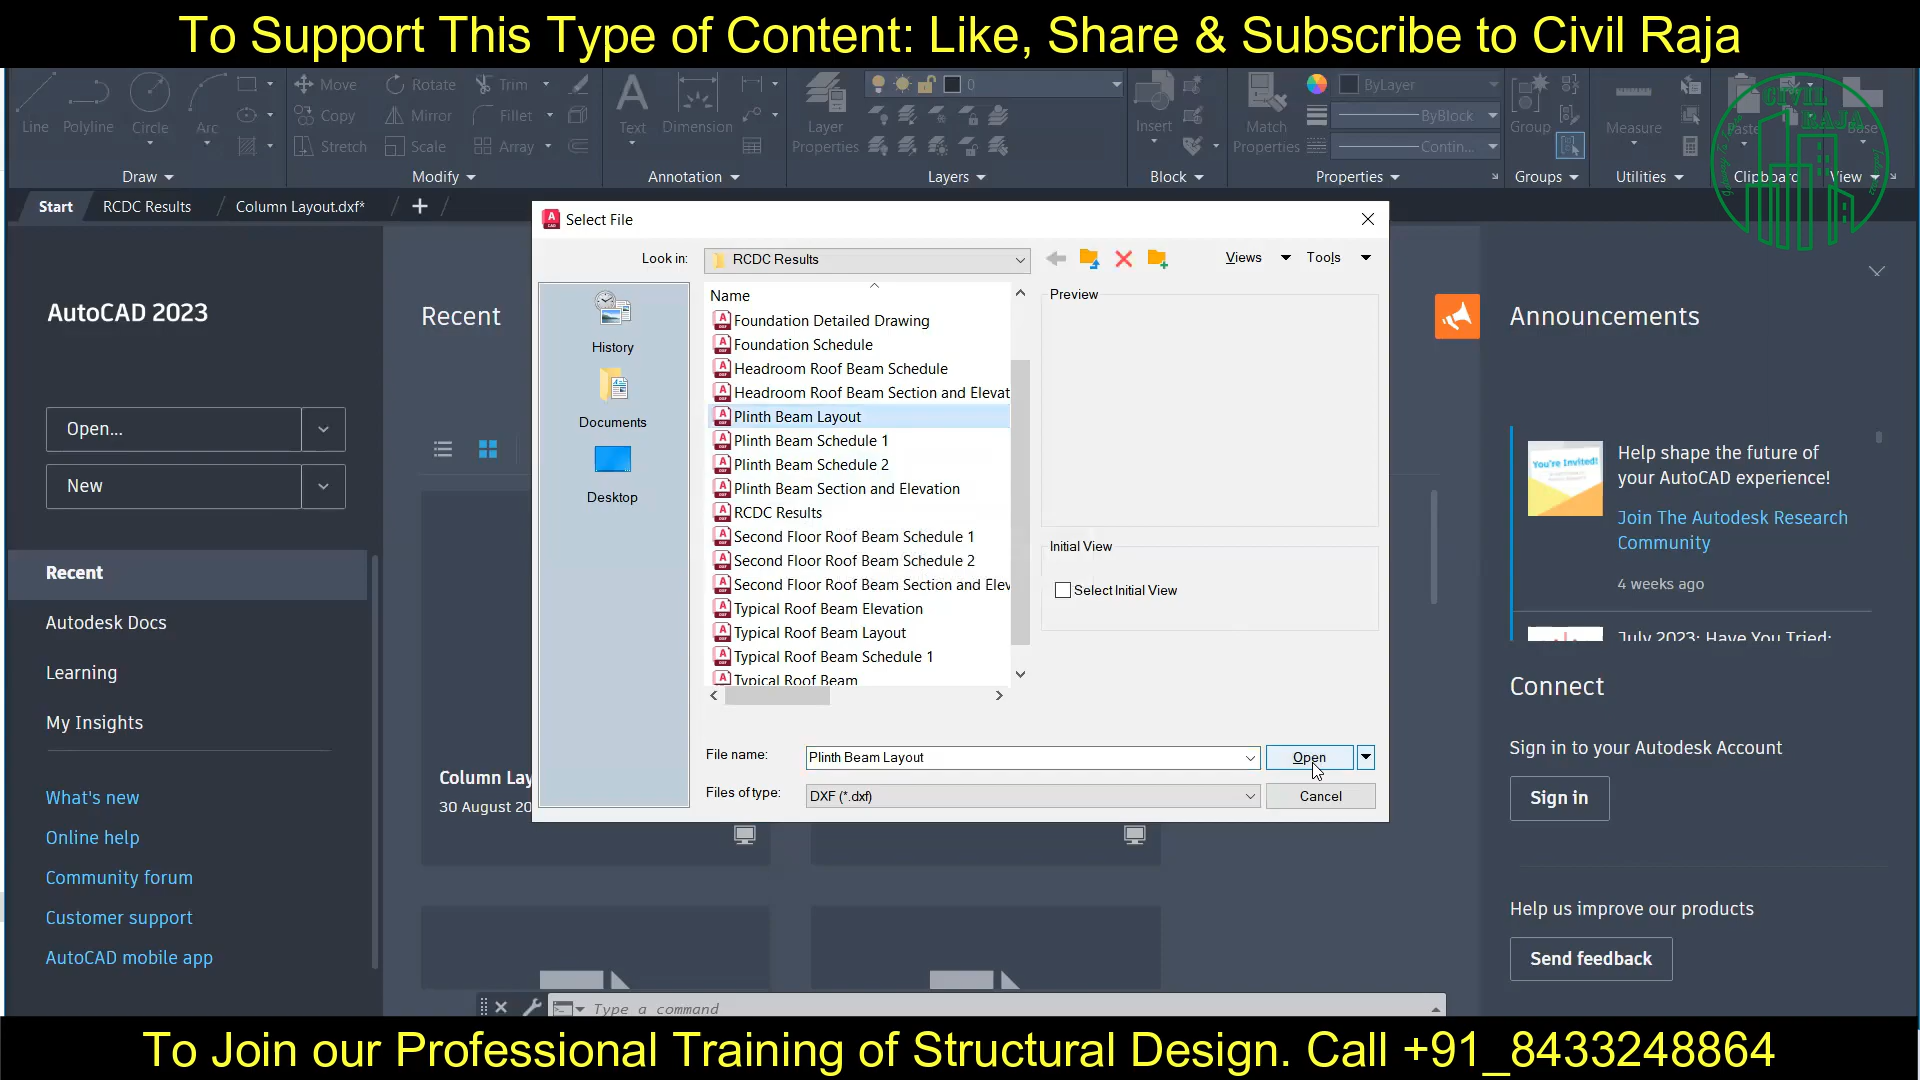 To Support This Type of Content: Like, Share & Subscribe to Civil Raja
Line
Polyline
Circle
Arc
Move
Rotate
Trim
Copy
Mirror
Fillet
Stretch
Scale
Array
Text
Dimension
Layer
Properties
0
Insert
Match
Properties
ByLayer
ByBlock
Contin...
Group
Measure
Paste
Base
CIVIL
RAJA
Draw
Modify
Annotation
Layers
Block
Properties
Groups
Utilities
Clipboard
View
Start
RCDC Results
Column Layout.dxf*
AutoCAD 2023
Open...
New
Recent
Autodesk Docs
Learning
My Insights
What's new
Online help
Community forum
Customer support
AutoCAD mobile app
Recent
Column Lay
30 August 20
Select File
Look in:
RCDC Results
Views
Tools
History
Documents
Desktop
Name
Foundation Detailed Drawing
Foundation Schedule
Headroom Roof Beam Schedule
Headroom Roof Beam Section and Elevat
Plinth Beam Layout
Plinth Beam Schedule 1
Plinth Beam Schedule 2
Plinth Beam Section and Elevation
RCDC Results
Second Floor Roof Beam Schedule 1
Second Floor Roof Beam Schedule 2
Second Floor Roof Beam Section and Elev
Typical Roof Beam Elevation
Typical Roof Beam Layout
Typical Roof Beam Schedule 1
Typical Roof Beam
Preview
Initial View
Select Initial View
File name:
Plinth Beam Layout
Open
Files of type:
DXF (*.dxf)
Cancel
Announcements
You're Invited!
Help shape the future of
your AutoCAD experience!
Join The Autodesk Research
Community
4 weeks ago
July 2023: Have You Tried:
Connect
Sign in to your Autodesk Account
Sign in
Help us improve our products
Send feedback
Type a command
To Join our Professional Training of Structural Design. Call +91_8433248864